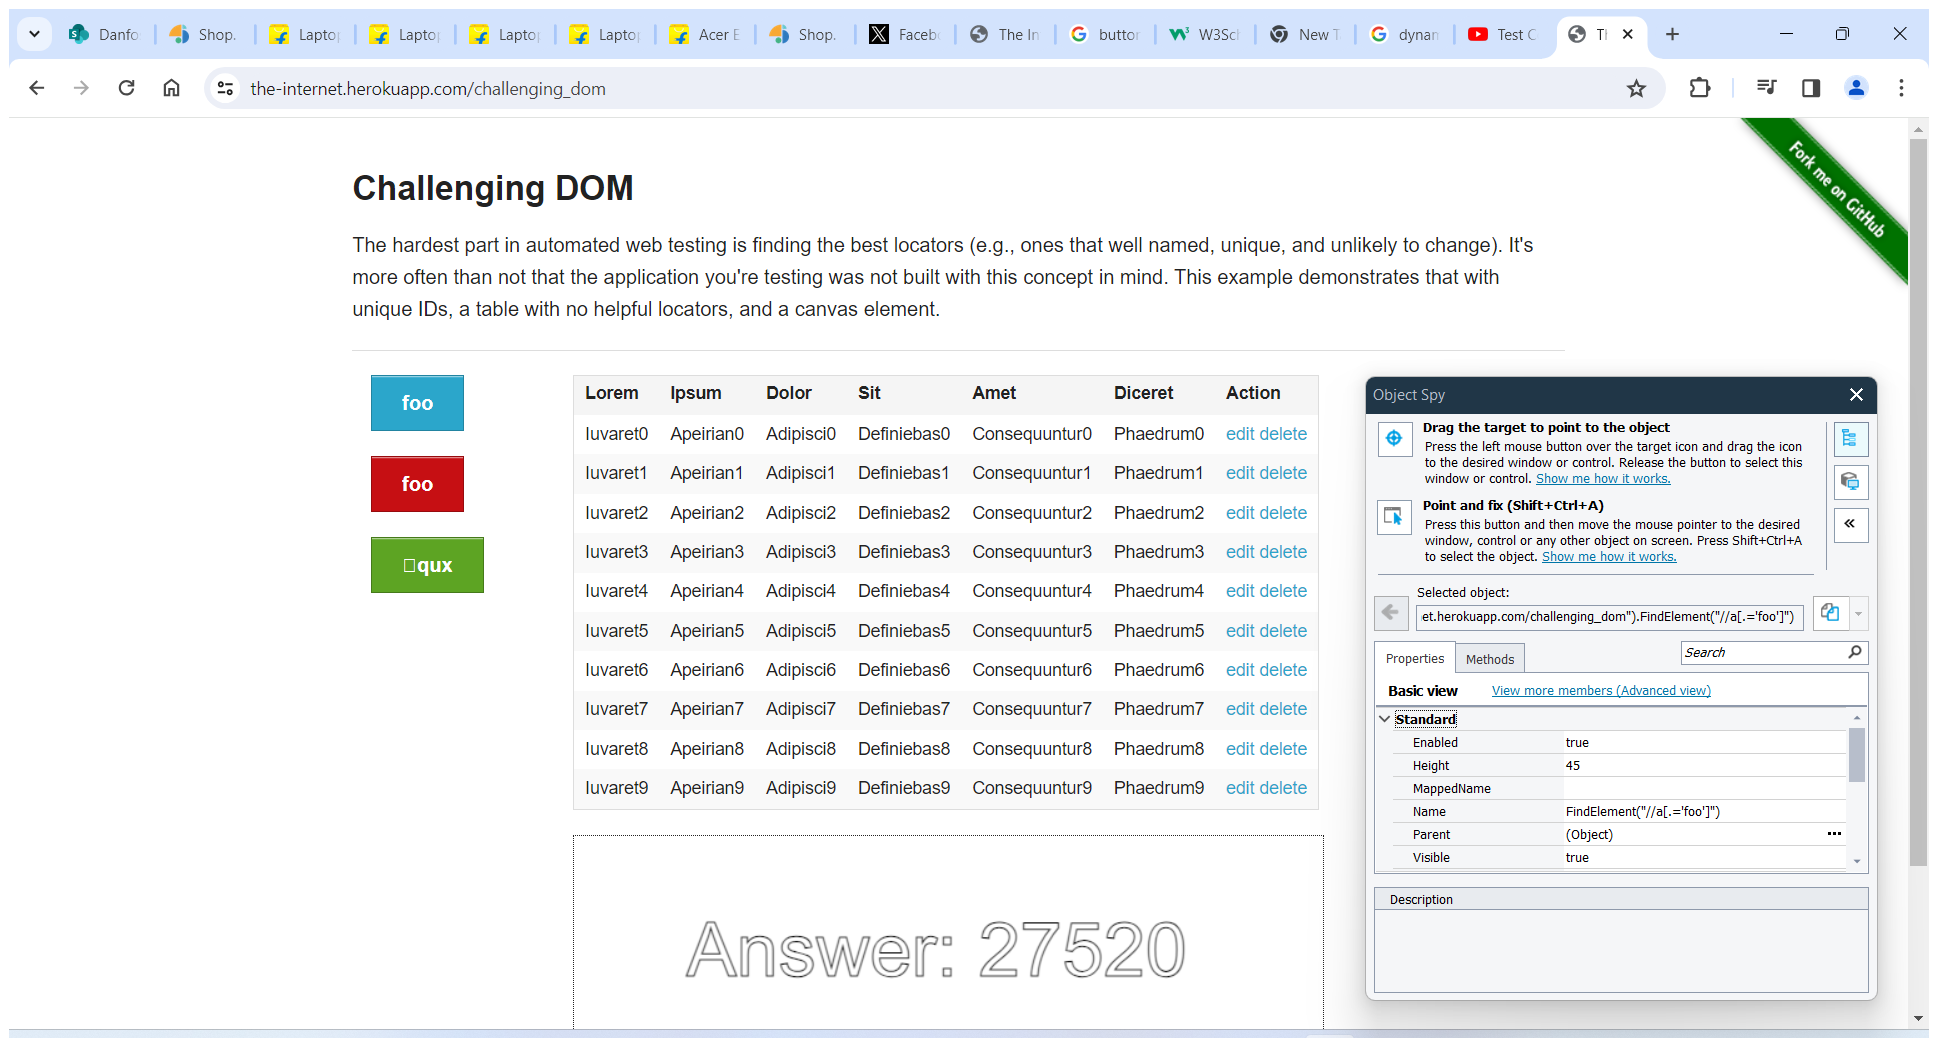 Danfo
Shop.
Lapto
Lapto
Lapto
Lapto
Acer E
Shop.
Faceb
The In
button
W3Sch
New T
dynam
Test C
Th
the-internet.herokuapp.com/challenging_dom
Fork me on GitHub
Challenging DOM
The hardest part in automated web testing is finding the best locators (e.g., ones that well named, unique, and unlikely to change). It's
more often than not that the application you're testing was not built with this concept in mind. This example demonstrates that with
unique IDs, a table with no helpful locators, and a canvas element.
foo
foo
qux
Lorem Ipsum Dolor Sit Amet Diceret Action
Iuvaret0 Apeirian0 Adipisci0 Definiebas0 Consequuntur0 Phaedrum0 edit delete
Iuvaret1 Apeirian1 Adipisci1 Definiebas1 Consequuntur1 Phaedrum1 edit delete
Iuvaret2 Apeirian2 Adipisci2 Definiebas2 Consequuntur2 Phaedrum2 edit delete
Iuvaret3 Apeirian3 Adipisci3 Definiebas3 Consequuntur3 Phaedrum3 edit delete
Iuvaret4 Apeirian4 Adipisci4 Definiebas4 Consequuntur4 Phaedrum4 edit delete
Iuvaret5 Apeirian5 Adipisci5 Definiebas5 Consequuntur5 Phaedrum5 edit delete
Iuvaret6 Apeirian6 Adipisci6 Definiebas6 Consequuntur6 Phaedrum6 edit delete
Iuvaret7 Apeirian7 Adipisci7 Definiebas7 Consequuntur7 Phaedrum7 edit delete
Iuvaret8 Apeirian8 Adipisci8 Definiebas8 Consequuntur8 Phaedrum8 edit delete
Iuvaret9 Apeirian9 Adipisci9 Definiebas9 Consequuntur9 Phaedrum9 edit delete
Answer: 27520
Object Spy
Drag the target to point to the object
Press the left mouse button over the target icon and drag the icon
to the desired window or control. Release the button to select this
window or control. Show me how it works.
Point and fix (Shift+Ctrl+A)
Press this button and then move the mouse pointer to the desired
window, control or any other object on screen. Press Shift+Ctrl+A
to select the object. Show me how it works.
Selected object:
et.herokuapp.com/challenging_dom").FindElement("//a[.='foo']")
Properties Methods Search
Basic view View more members (Advanced view)
Standard
Enabled true
Height 45
MappedName
Name FindElement("//a[.='foo']")
Parent (Object) ...
Visible true
Description